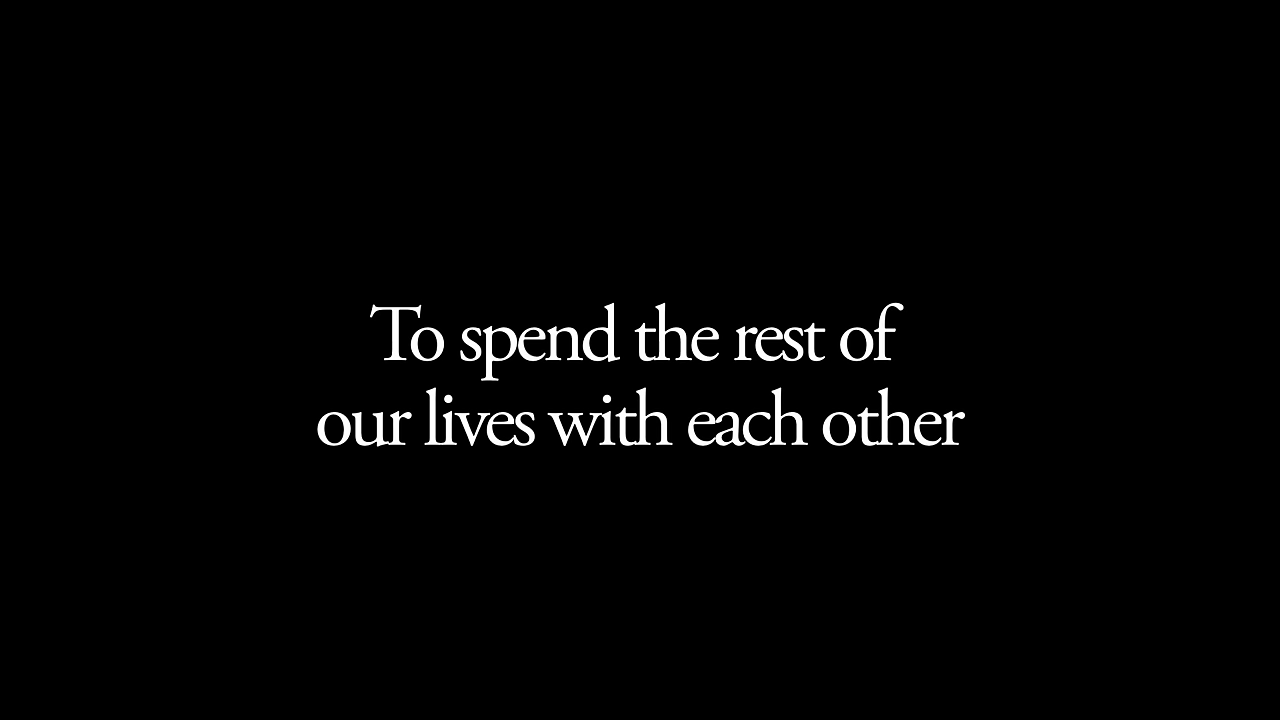 To spend the rest of
our lives with each other